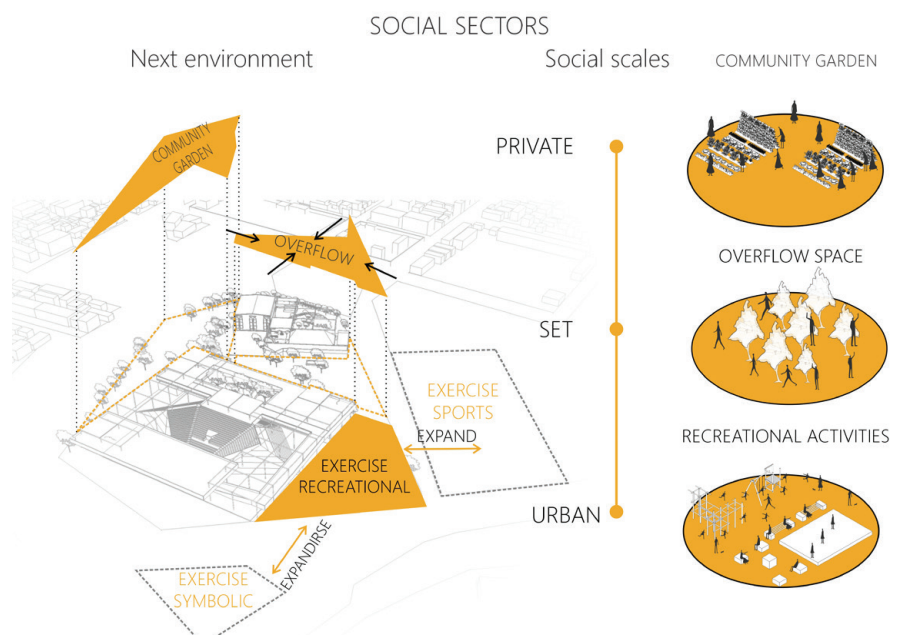 SOCIAL SECTORS
Next environment
Social scales
COMMUNITY GARDEN
COMMUNITY
GARDEN
PRIVATE
OVERFLOW
OVERFLOW SPACE
SET
EXERCISE
SPORTS
EXPAND
RECREATIONAL ACTIVITIES
EXERCISE
RECREATIONAL
URBAN
EXPANDIRSE
EXERCISE
SYMBOLIC